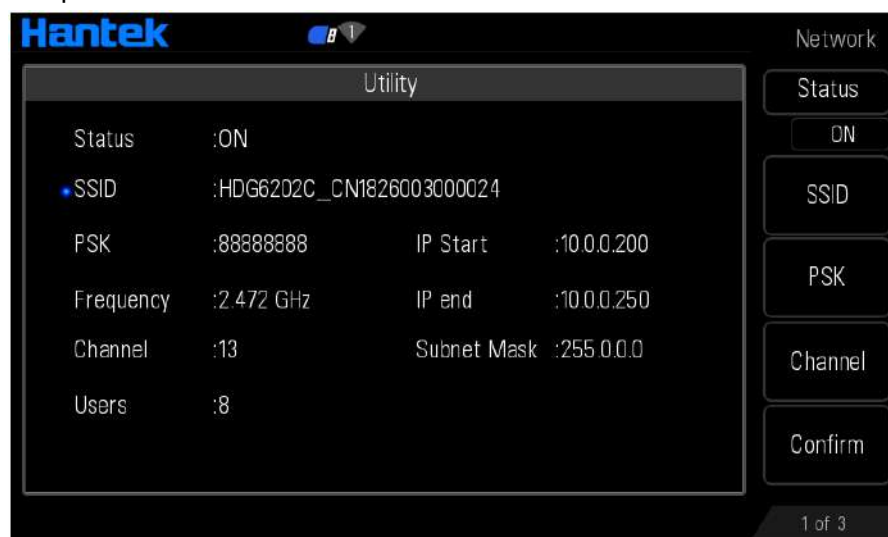 Hantek
8
1
Network
Utility
Status :ON
SSID :HDG6202C_CN1826003000024
PSK :88888888 IP Start :10.0.0.200
Frequency :2.472 GHz IP end :10.0.0.250
Channel :13 Subnet Mask :255.0.0.0
Users :8
Status
ON
SSID
PSK
Channel
Confirm
1 of 3